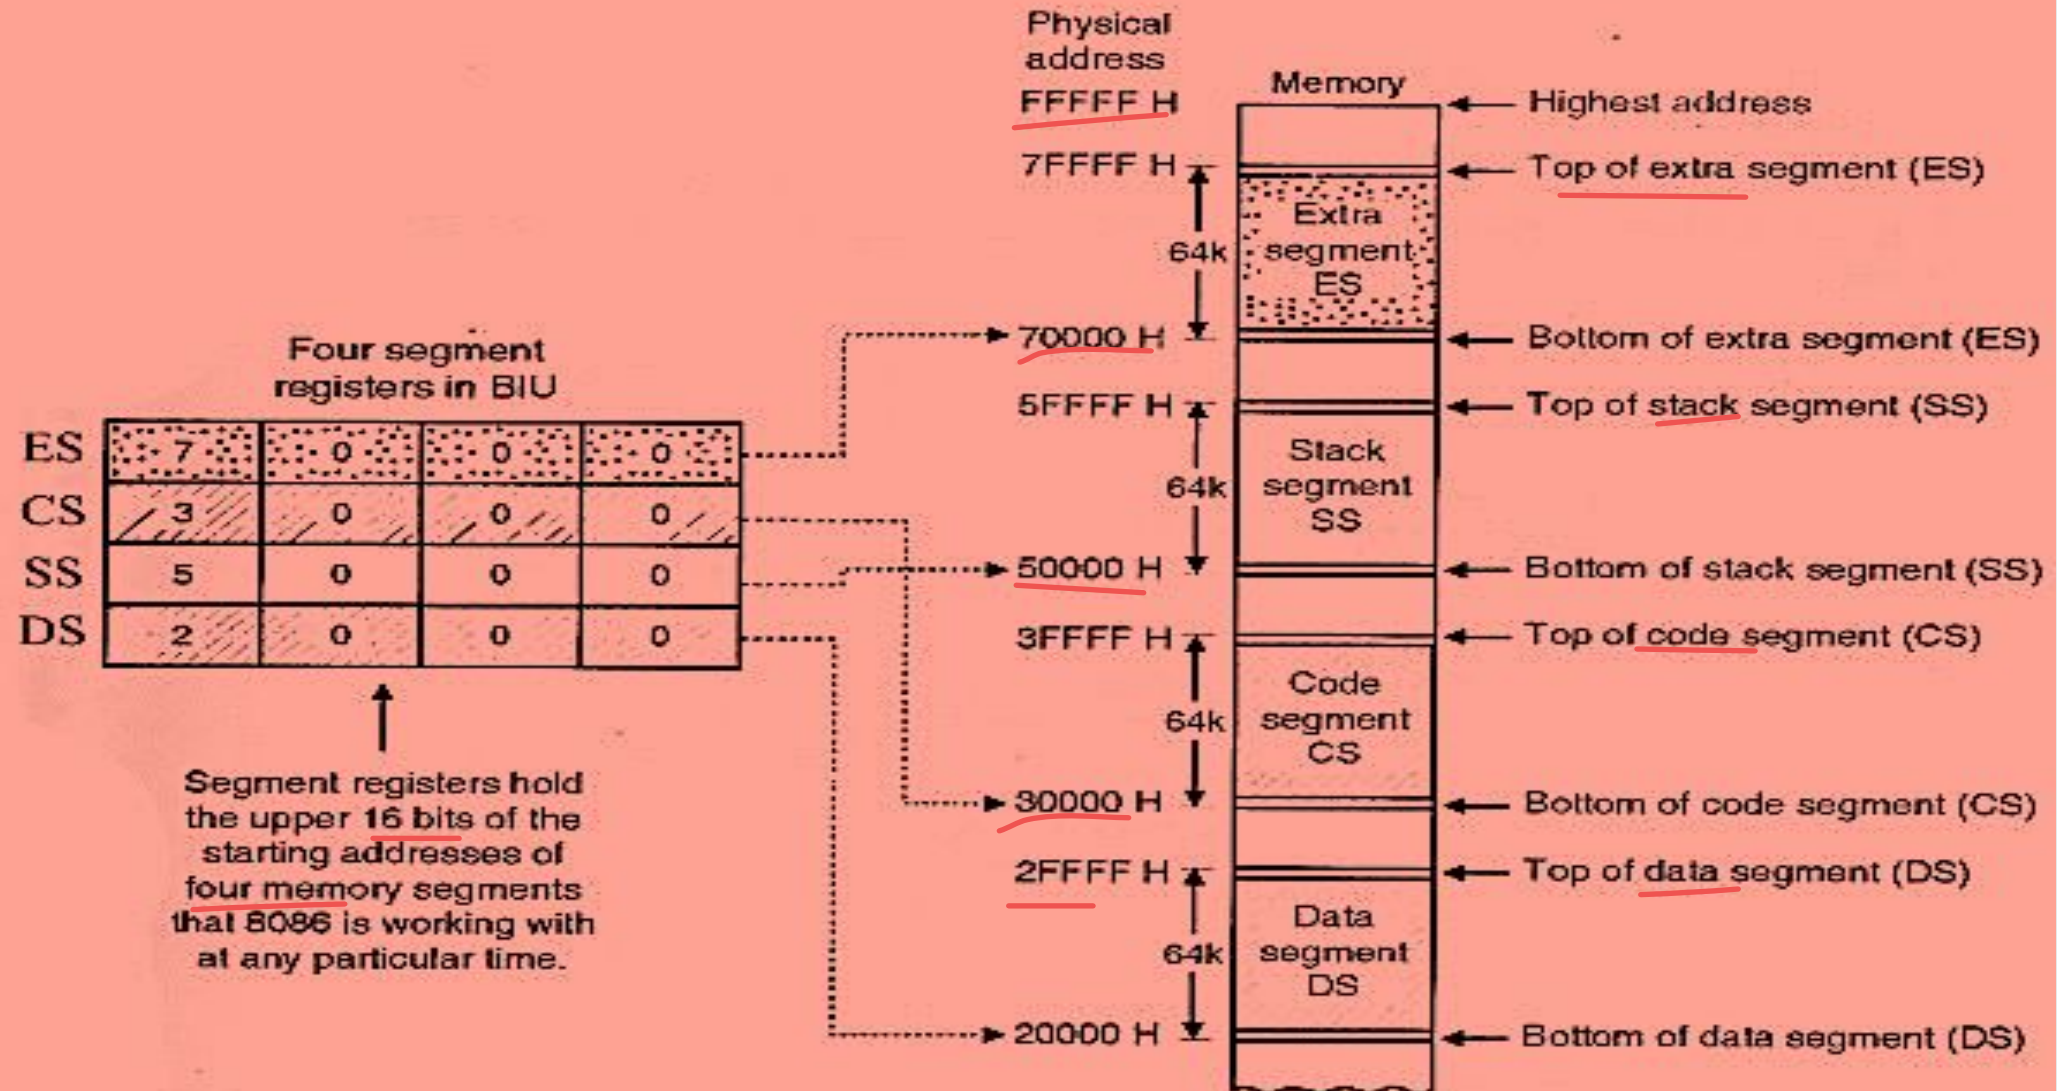 Physical
address
Memory
FFFFF H
Highest address
7FFFF H
Top of extra segment (ES)
Extra
segment
ES
64k
70000 H
Bottom of extra segment (ES)
5FFFF H
Top of stack segment (SS)
Stack
segment
SS
64k
50000 H
Bottom of stack segment (SS)
3FFFF H
Top of code segment (CS)
Code
segment
CS
64k
30000 H
Bottom of code segment (CS)
2FFFF H
Top of data segment (DS)
Data
segment
DS
64k
20000 H
Bottom of data segment (DS)
Four segment
registers in BIU
ES 7 0 0 0
CS 3 0 0 0
SS 5 0 0 0
DS 2 0 0 0
Segment registers hold
the upper 16 bits of the
starting addresses of
four memory segments
that 8086 is working with
at any particular time.